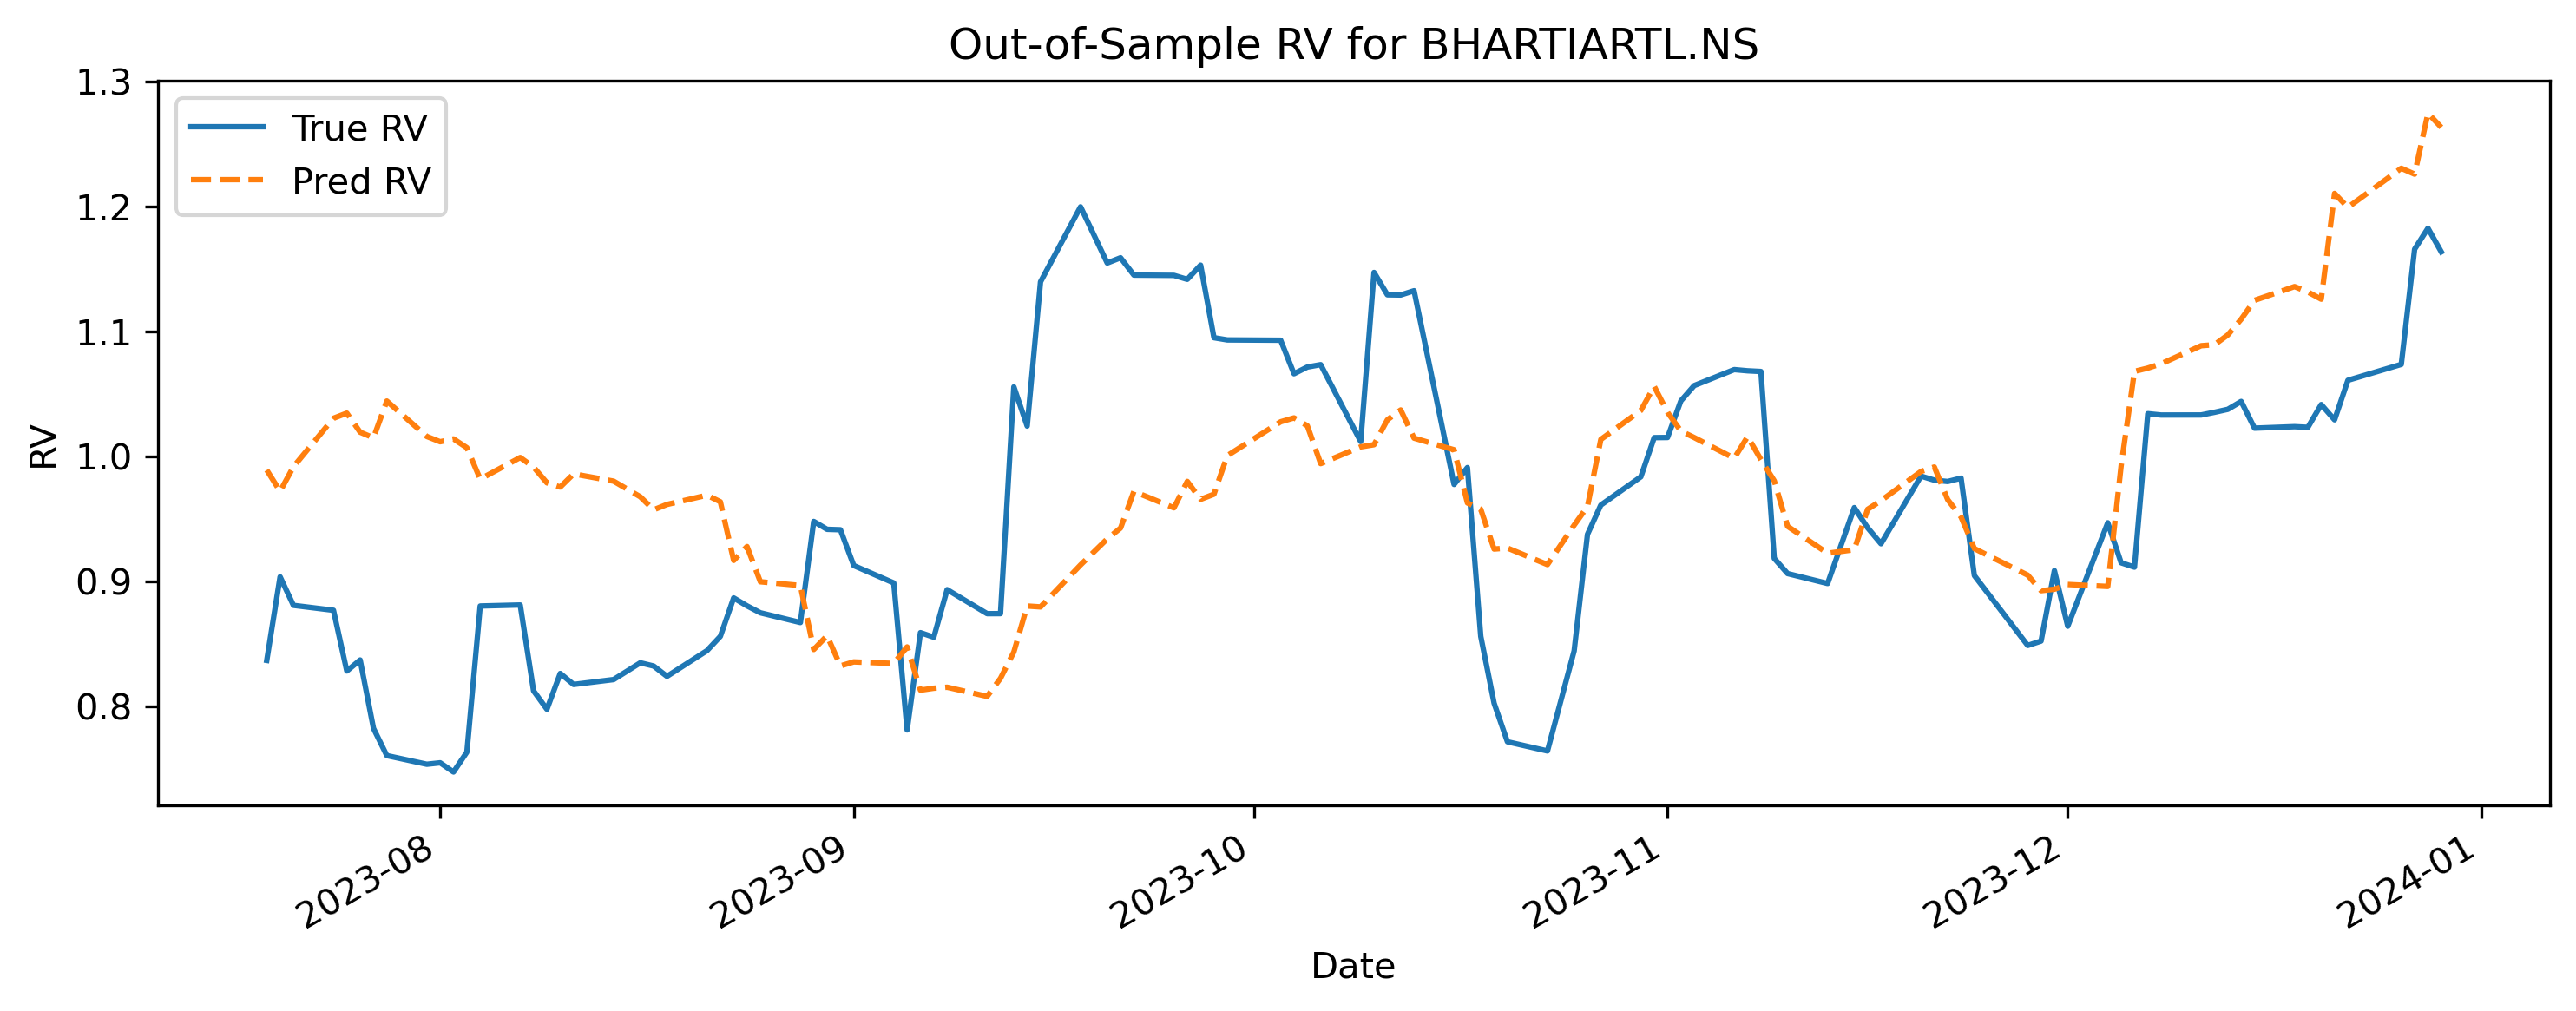 Out-of-Sample RV for BHARTIARTL.NS
True RV
Pred RV
RV
1.3
1.2
1.1
1.0
0.9
0.8
2023-08
2023-09
2023-10
2023-11
2023-12
2024-01
Date